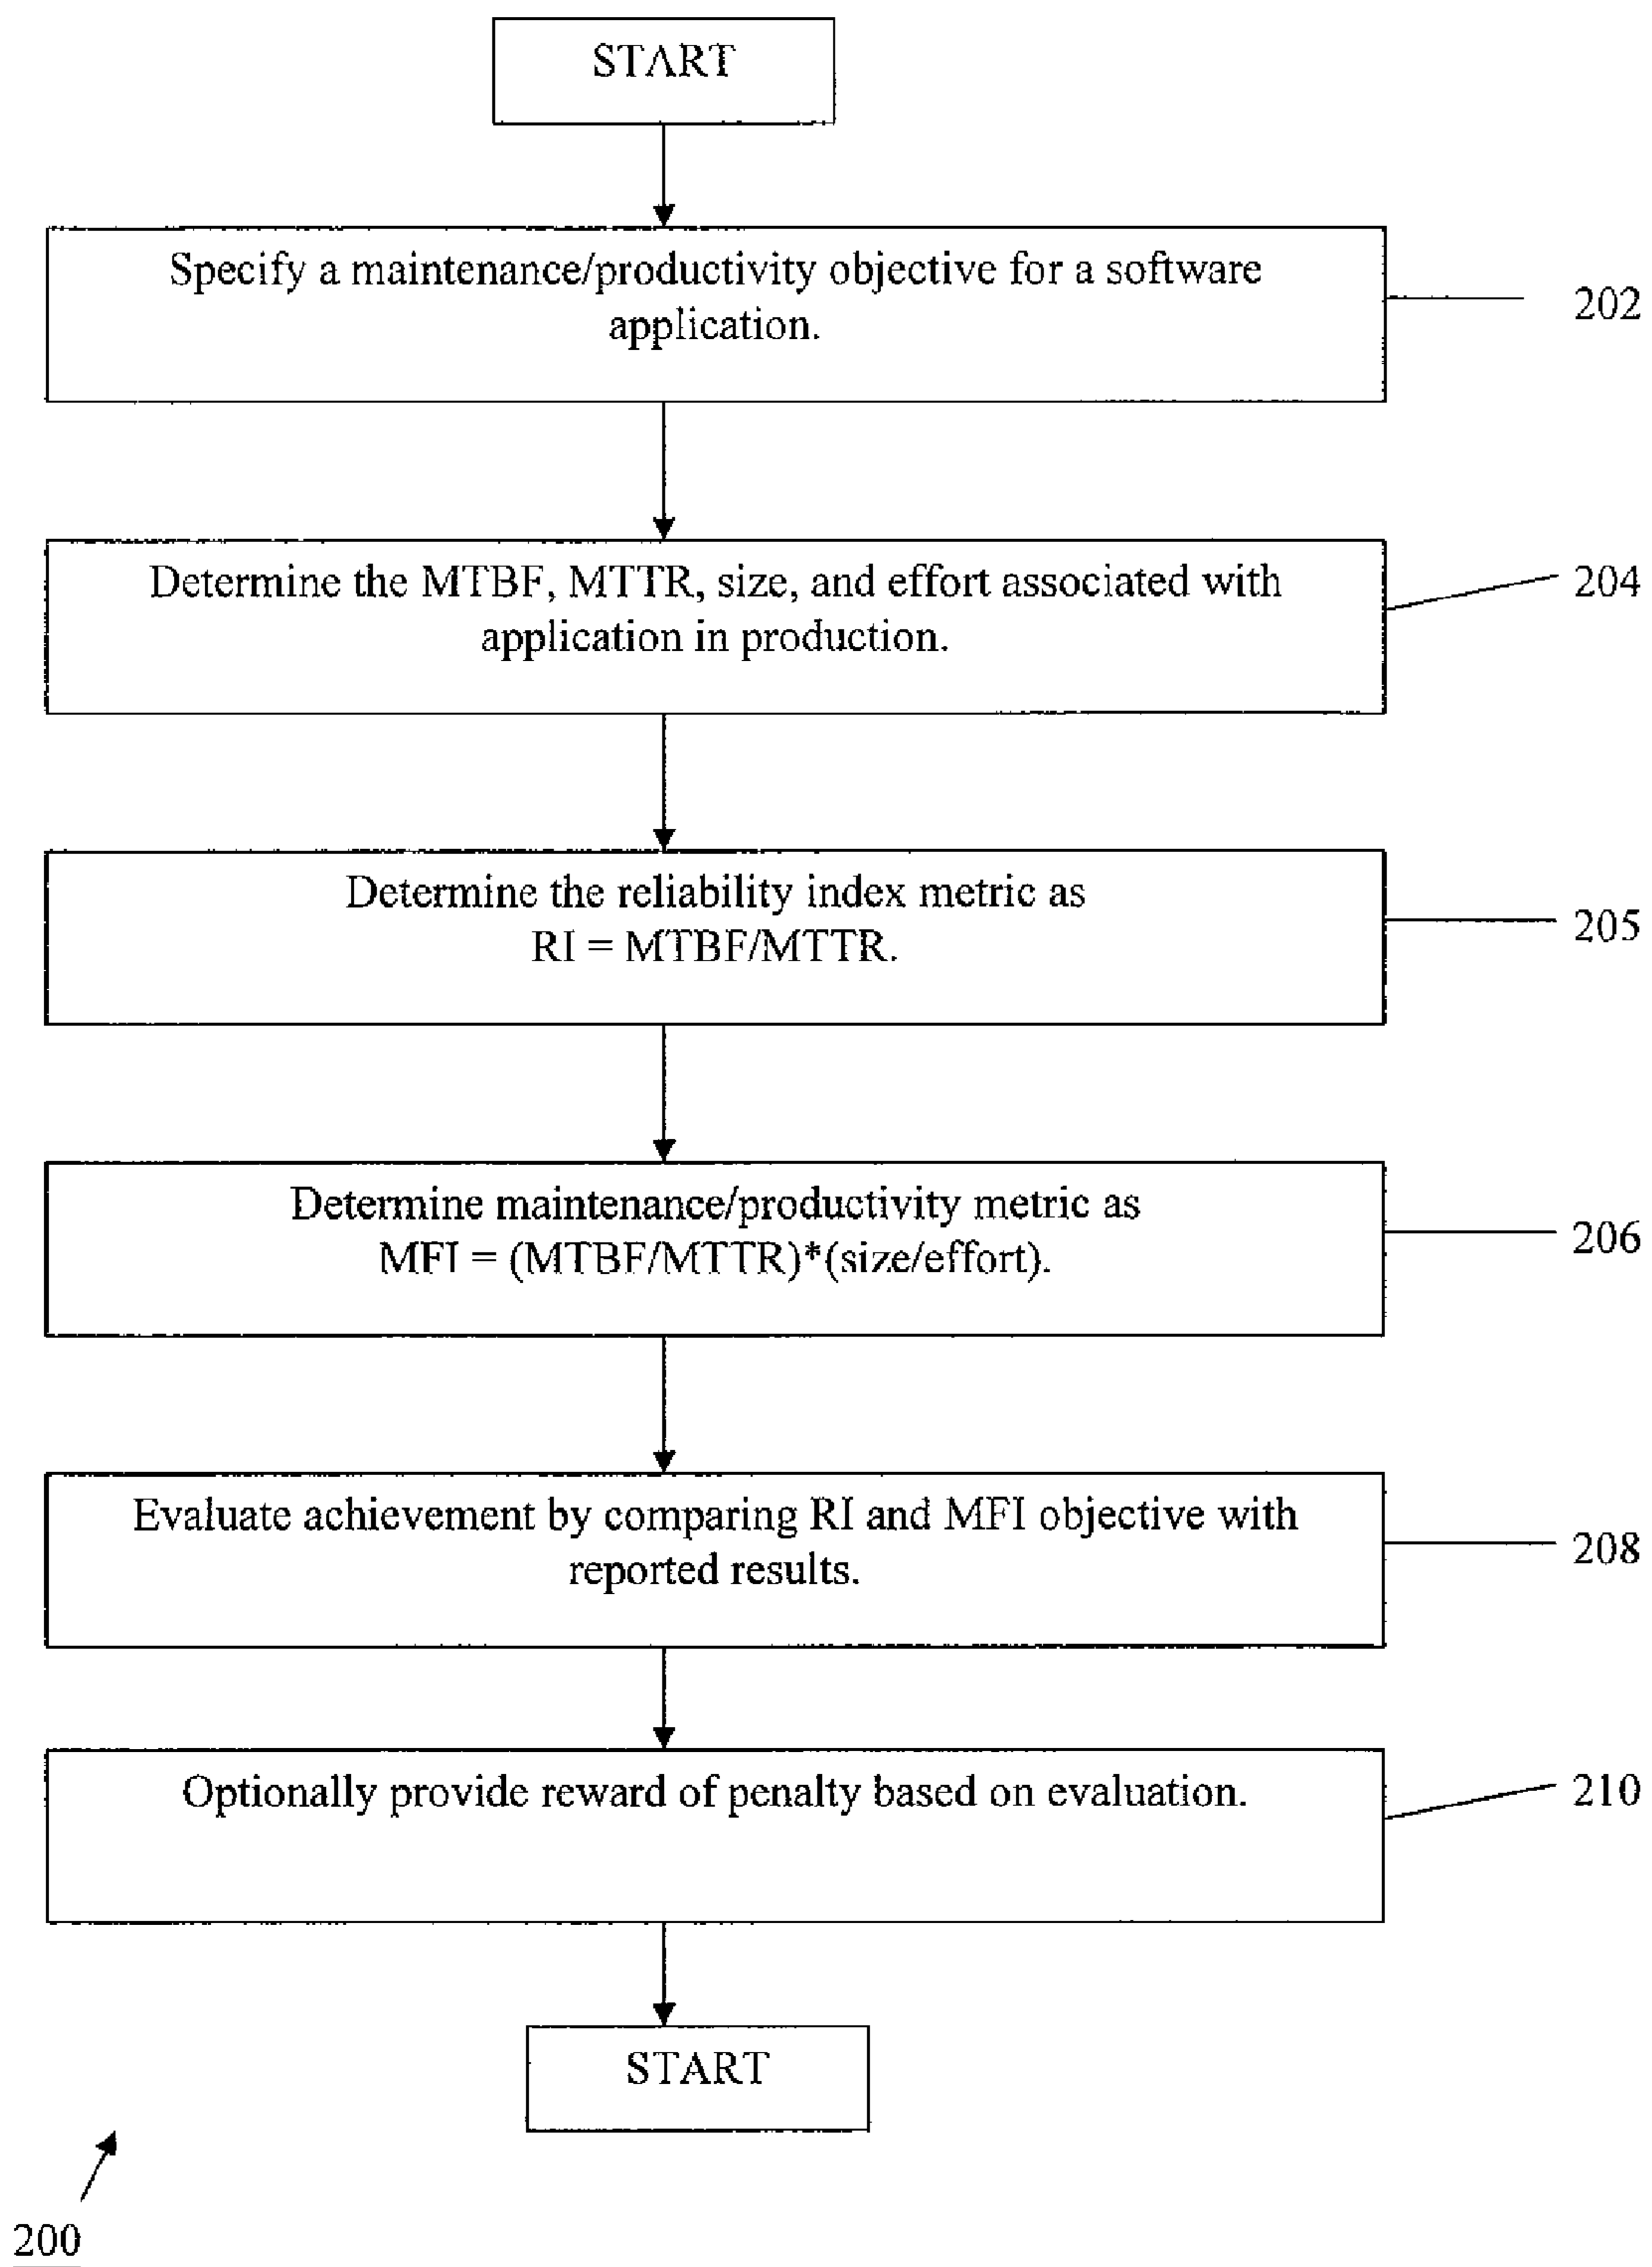 START
Specify a maintenance/productivity objective for a software
application.
202
Determine the MTBF, MTTR, size, and effort associated with
application in production.
204
Determine the reliability index metric as
RI = MTBF/MTTR.
205
Determine maintenance/productivity metric as
MFI = (MTBF/MTTR)*(size/effort).
206
Evaluate achievement by comparing RI and MFI objective with
reported results.
208
Optionally provide reward of penalty based on evaluation.
210
START
200